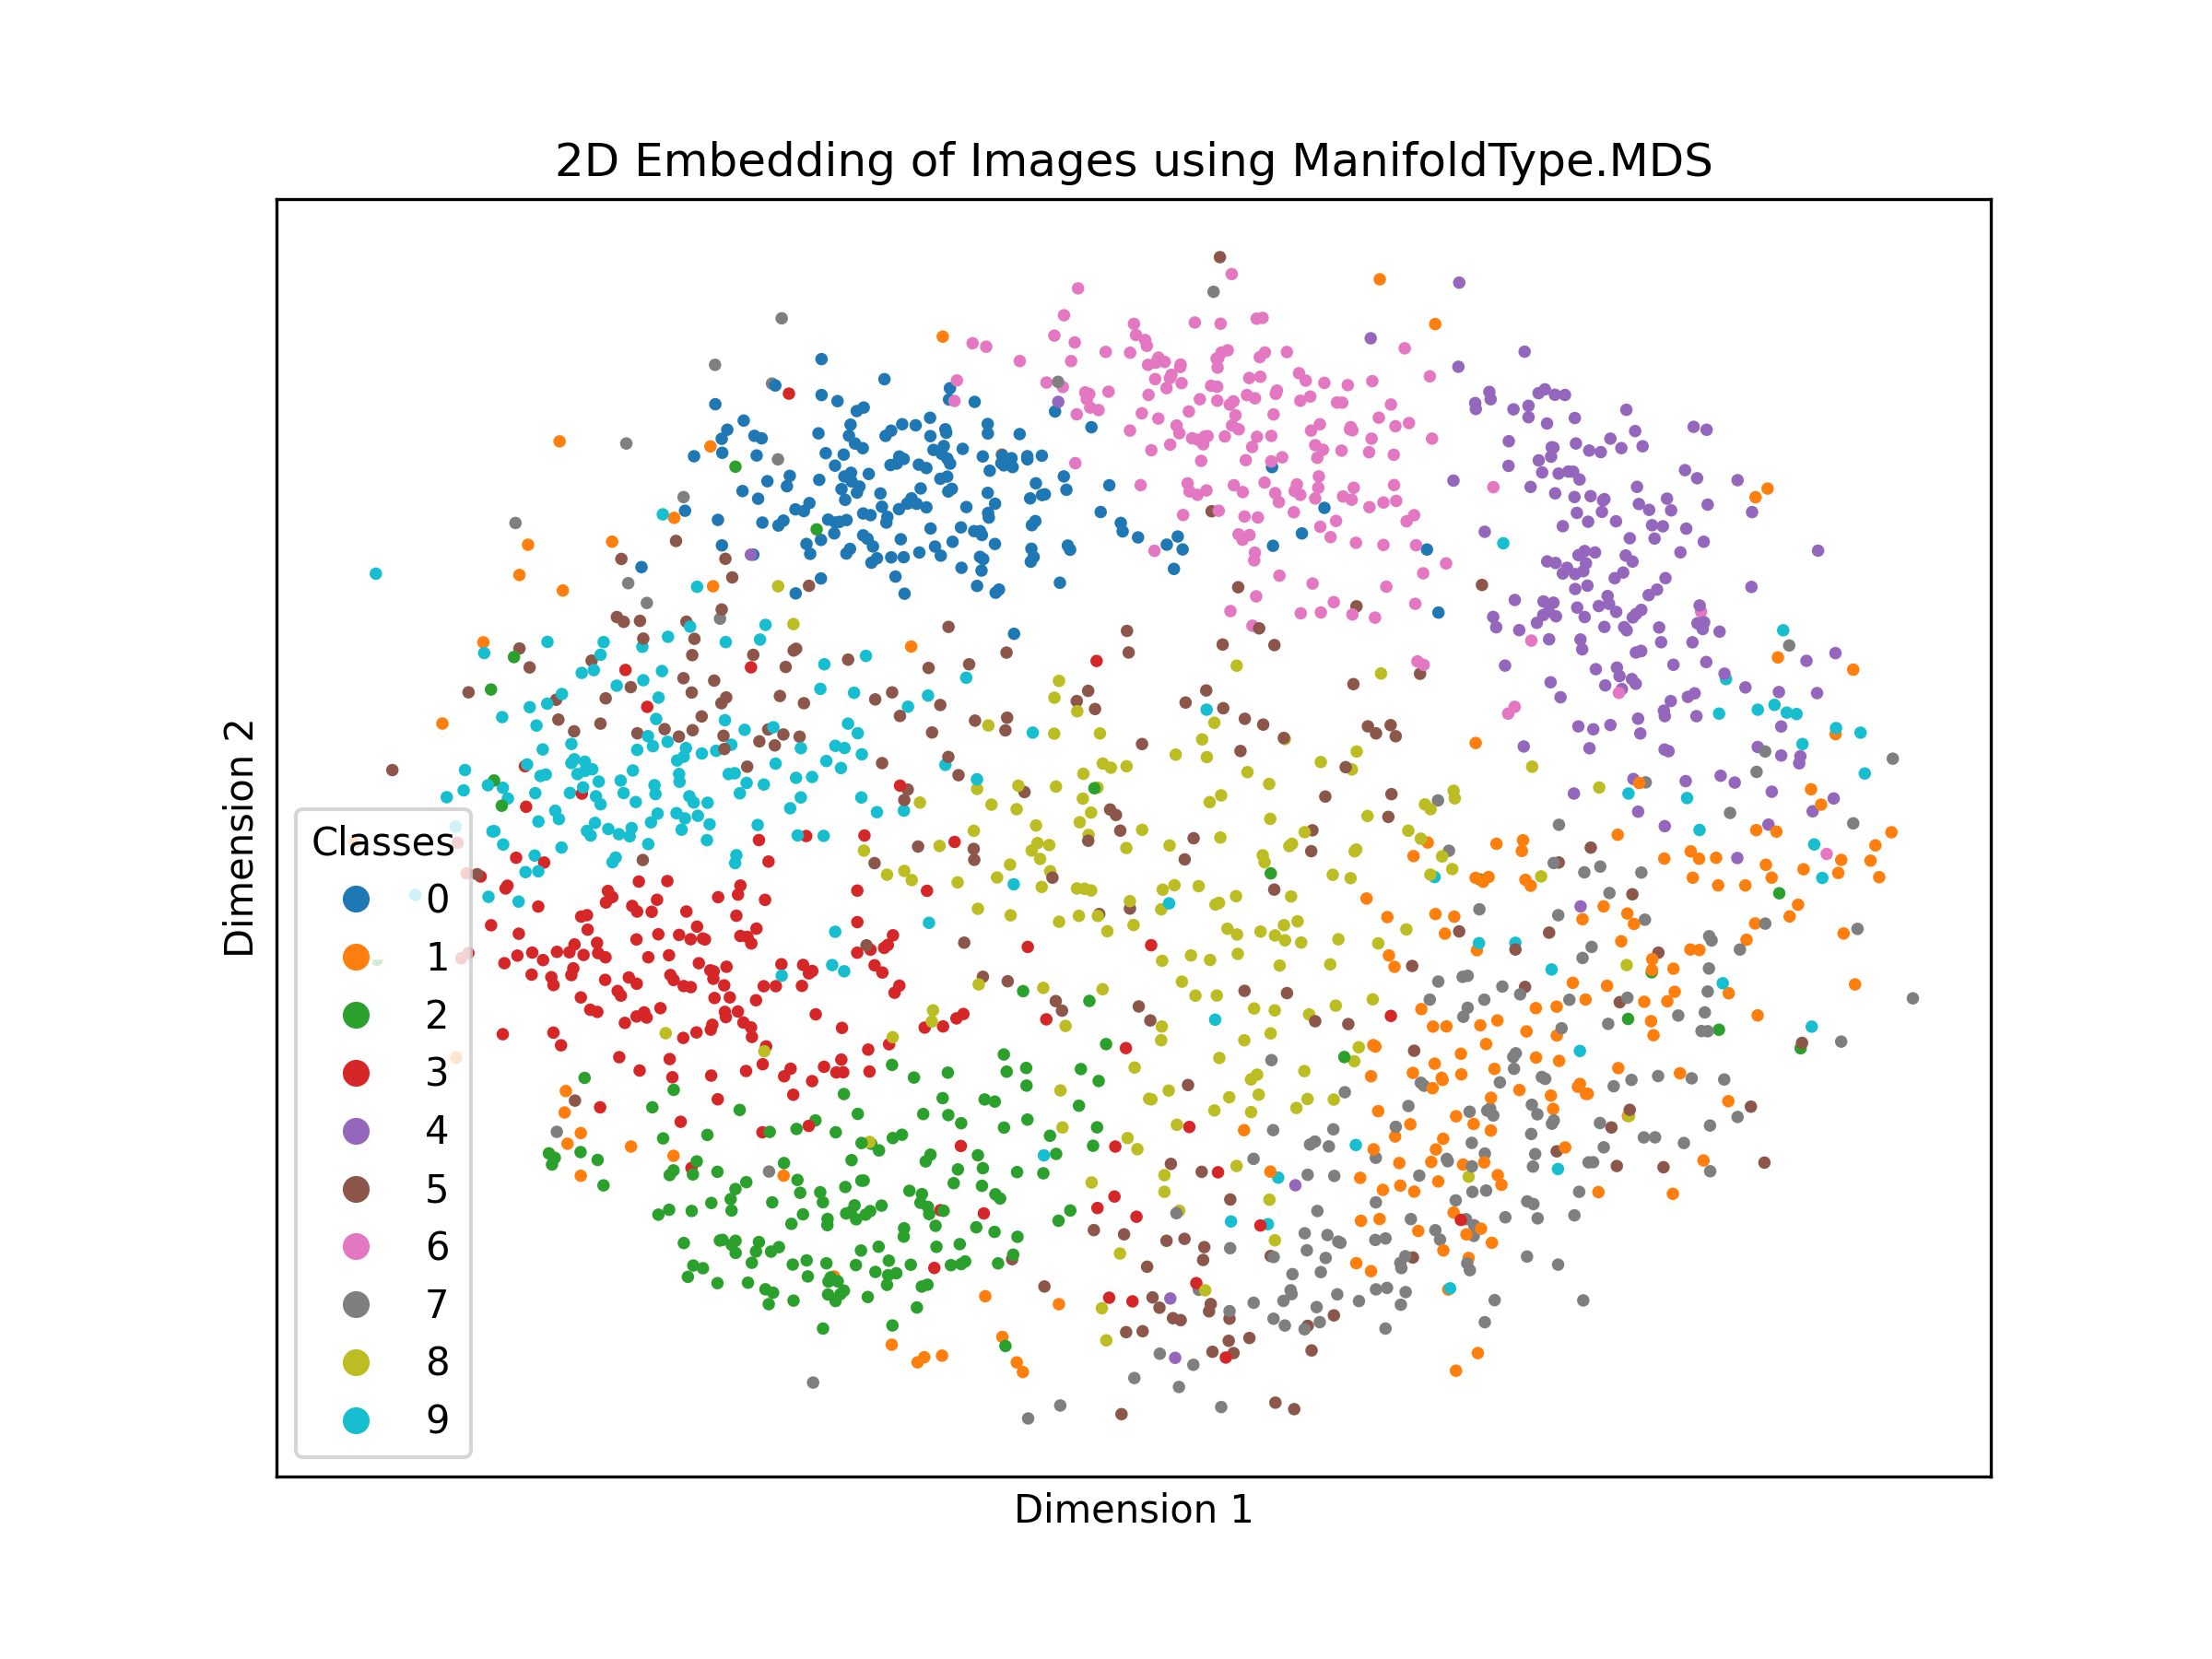 2D Embedding of Images using ManifoldType.MDS
Dimension 2
Classes
0
1
2
3
4
5
6
7
8
9
Dimension 1